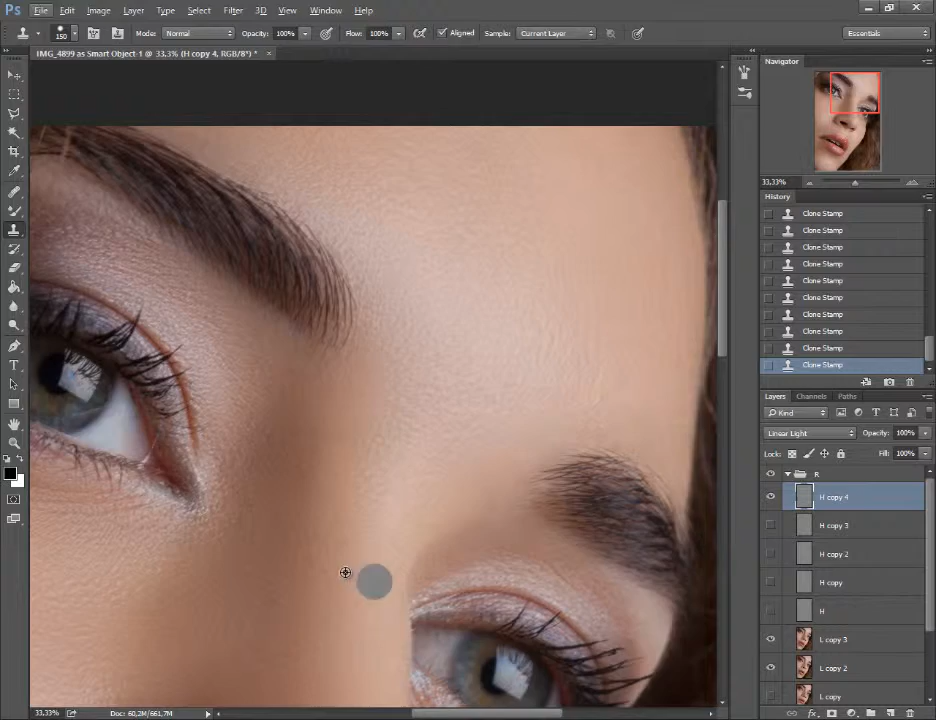 Ps File Edit Image Layer Type Select Filter 3D View Window Help
150 Mode: Normal Opacity: 100% Flow: 100% Aligned Sample: Current Layer Essentials
IMG_4899 as Smart Object-1 @ 33,3% (H copy 4, RGB/8*) *
Navigator
33,33%
History
Clone Stamp
Clone Stamp
Clone Stamp
Clone Stamp
Clone Stamp
Clone Stamp
Clone Stamp
Clone Stamp
Clone Stamp
Clone Stamp
Layers Channels Paths
Kind
Linear Light Opacity: 100%
Lock: Fill: 100%
R
H copy 4
H copy 3
H copy 2
H copy
H
L copy 3
L copy 2
L copy
33,33% Doc: 60,2M/661,7M
fx